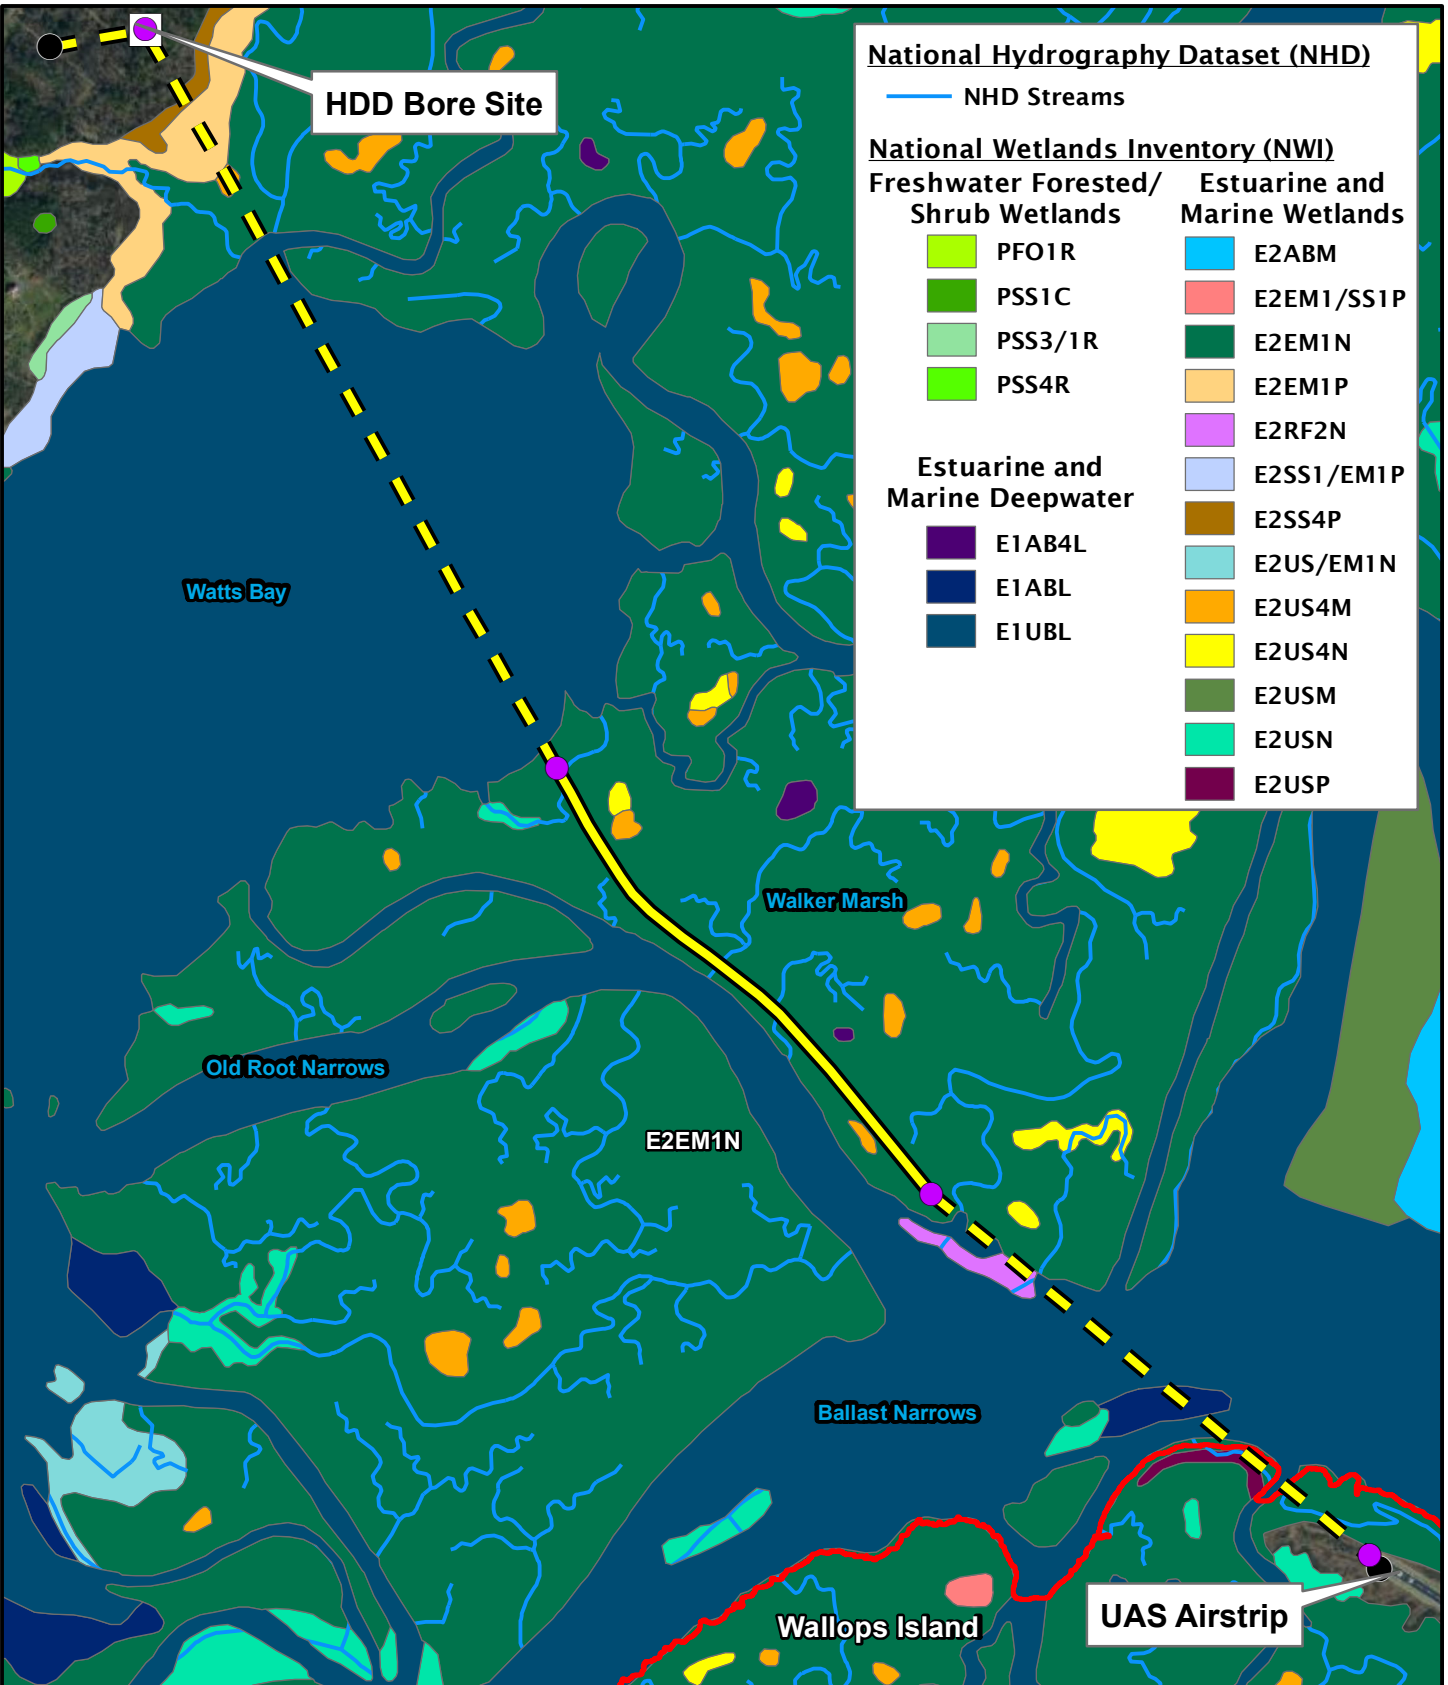 HDD Bore Site
National Hydrography Dataset (NHD)
NHD Streams
National Wetlands Inventory (NWI)
Freshwater Forested/
Shrub Wetlands
PFO1R
PSS1C
PSS3/1R
PSS4R
Estuarine and
Marine Deepwater
E1AB4L
E1ABL
E1UBL
Estuarine and
Marine Wetlands
E2ABM
E2EM1/SS1P
E2EM1N
E2EM1P
E2RF2N
E2SS1/EM1P
E2SS4P
E2US/EM1N
E2US4M
E2US4N
E2USM
E2USN
E2USP
Watts Bay
Walker Marsh
Old Root Narrows
E2EM1N
Ballast Narrows
UAS Airstrip
Wallops Island